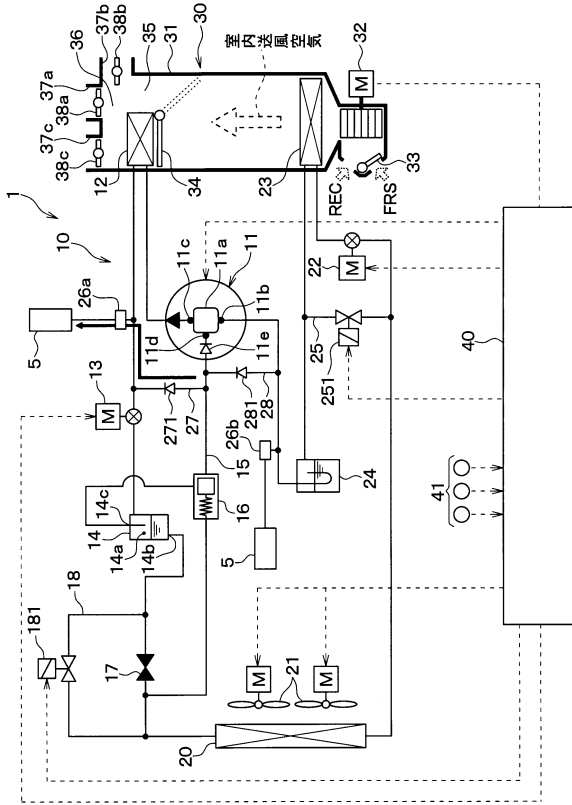 1
10
181
18
17
14
14a
14b
14c
13
5
26a
36
37a
37b
37c
38a
38b
38c
35
31
30
12
34
室内送風空気
32
23
33
REC
FRS
M
M
M
M
M
11
11a
11b
11c
11d
11e
271
27
281
28
15
16
26b
5
24
25
251
22
20
21
40
41